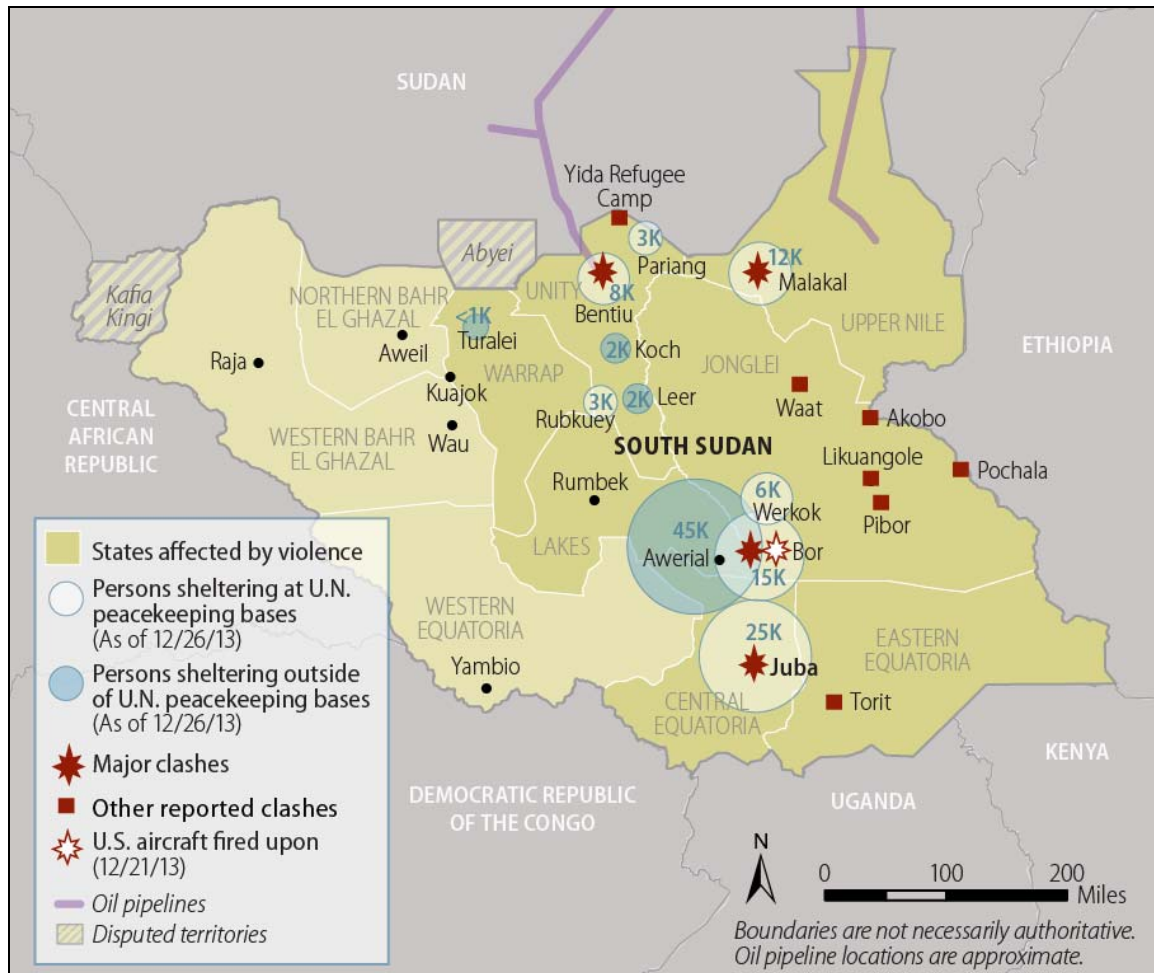 SUDAN
Yida Refugee
Camp
3K
Pariang
12K
Malakal
Abyei
Kafia
Kingi
NORTHERN BAHR
EL GHAZAL
UNITY
8K
Bentiu
UPPER NILE
<1K
Turalei
Aweil
Raja
2K
Koch
JONGLEI
ETHIOPIA
WARRAP
Kuajok
Waat
3K
2K
Leer
Rubkuey
CENTRAL
AFRICAN
REPUBLIC
Akobo
Wau
WESTERN BAHR
EL GHAZAL
SOUTH SUDAN
Likuangole
Pochala
Rumbek
6K
Werkok
Pibor
45K
LAKES
Awerial
Bor
15K
WESTERN
EQUATORIA
25K
Juba
EASTERN
EQUATORIA
Yambio
CENTRAL
EQUATORIA
Torit
KENYA
DEMOCRATIC REPUBLIC
OF THE CONGO
UGANDA
States affected by violence
Persons sheltering at U.N.
peacekeeping bases
(As of 12/26/13)
Persons sheltering outside
of U.N. peacekeeping bases
(As of 12/26/13)
Major clashes
Other reported clashes
U.S. aircraft fired upon
(12/21/13)
Oil pipelines
Disputed territories
N
0 100 200
Miles
Boundaries are not necessarily authoritative.
Oil pipeline locations are approximate.